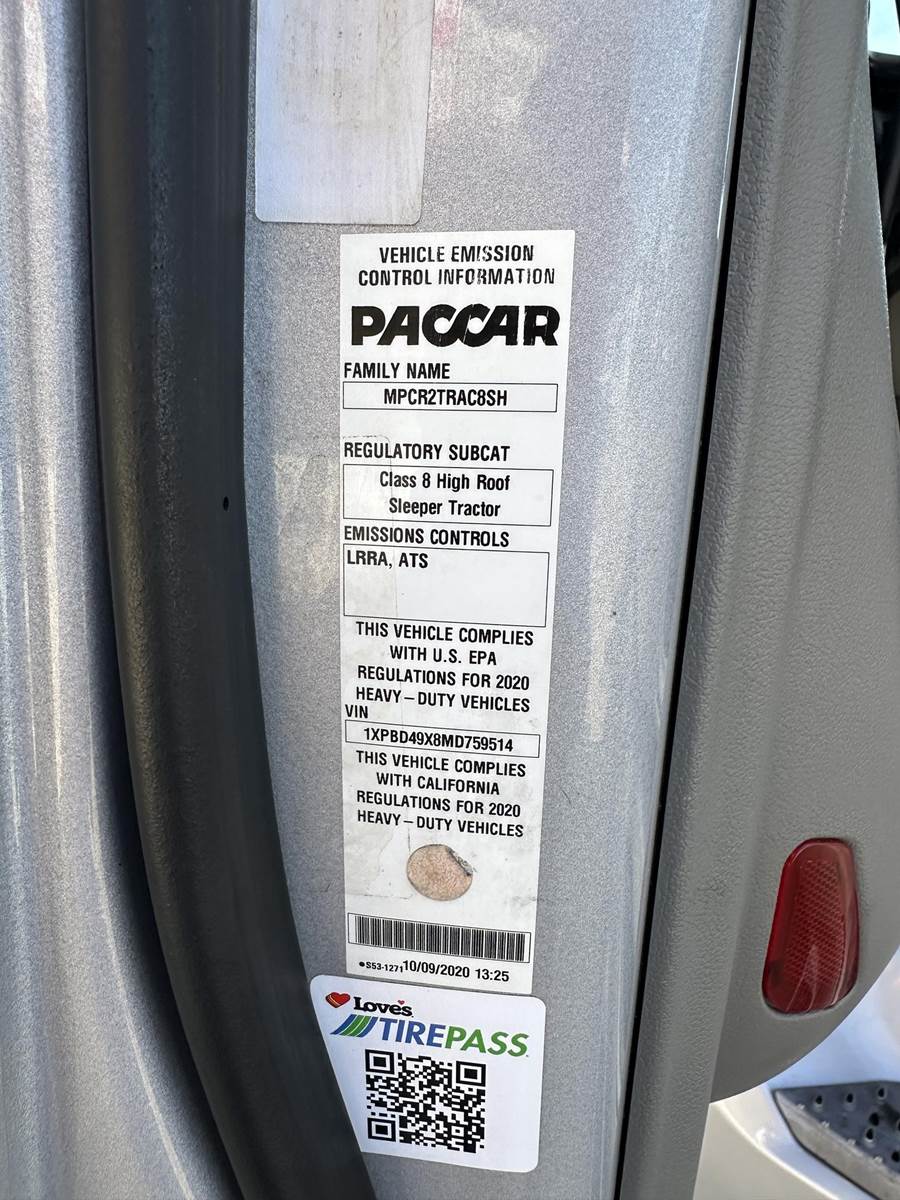 VEHICLE EMISSION
CONTROL INFORMATION
PACCAR
FAMILY NAME
MPCR2TRAC8SH
REGULATORY SUBCAT
Class 8 High Roof
Sleeper Tractor
EMISSIONS CONTROLS
LRRA, ATS
THIS VEHICLE COMPLIES
WITH U.S. EPA
REGULATIONS FOR 2020
HEAVY-DUTY VEHICLES
VIN
1XPBD49X8MD759514
THIS VEHICLE COMPLIES
WITH CALIFORNIA
REGULATIONS FOR 2020
HEAVY-DUTY VEHICLES
●S53-1271 10/09/2020 13:25
Love's
TIREPASS